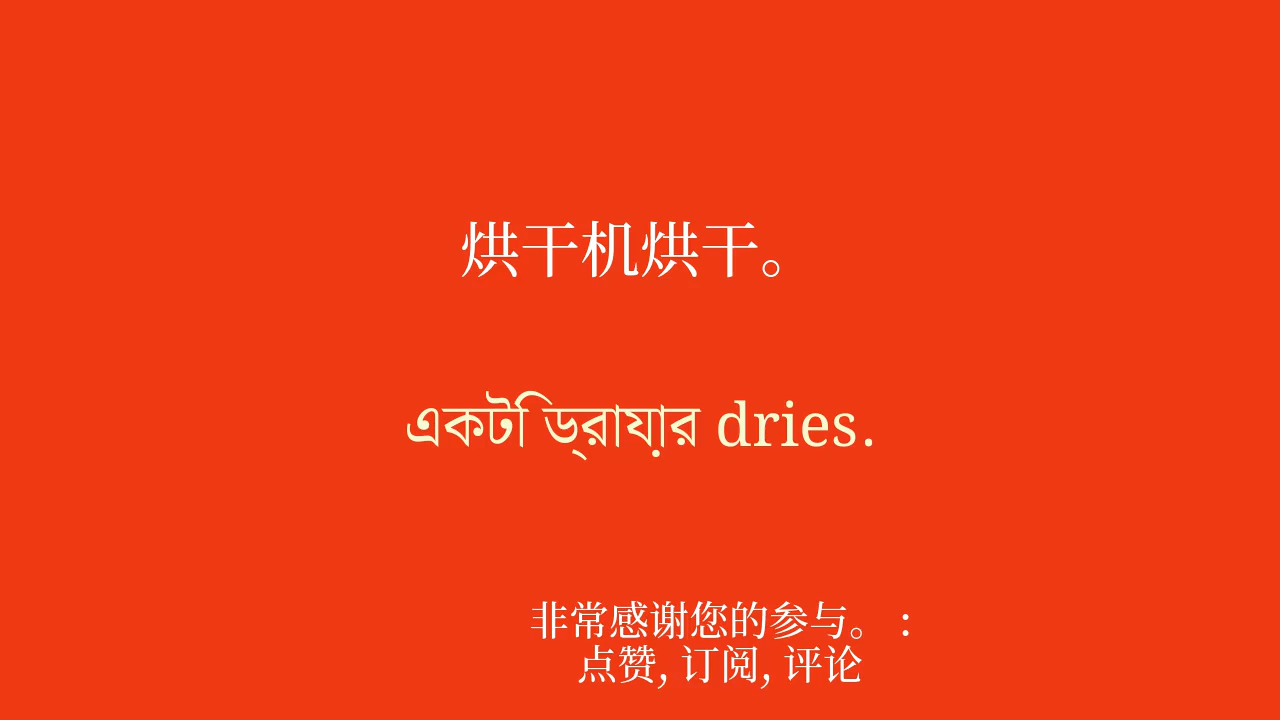 烘干机烘干。
একটি ড্রায়ার dries.
非常感谢您的参与。 :
点赞, 订阅, 评论